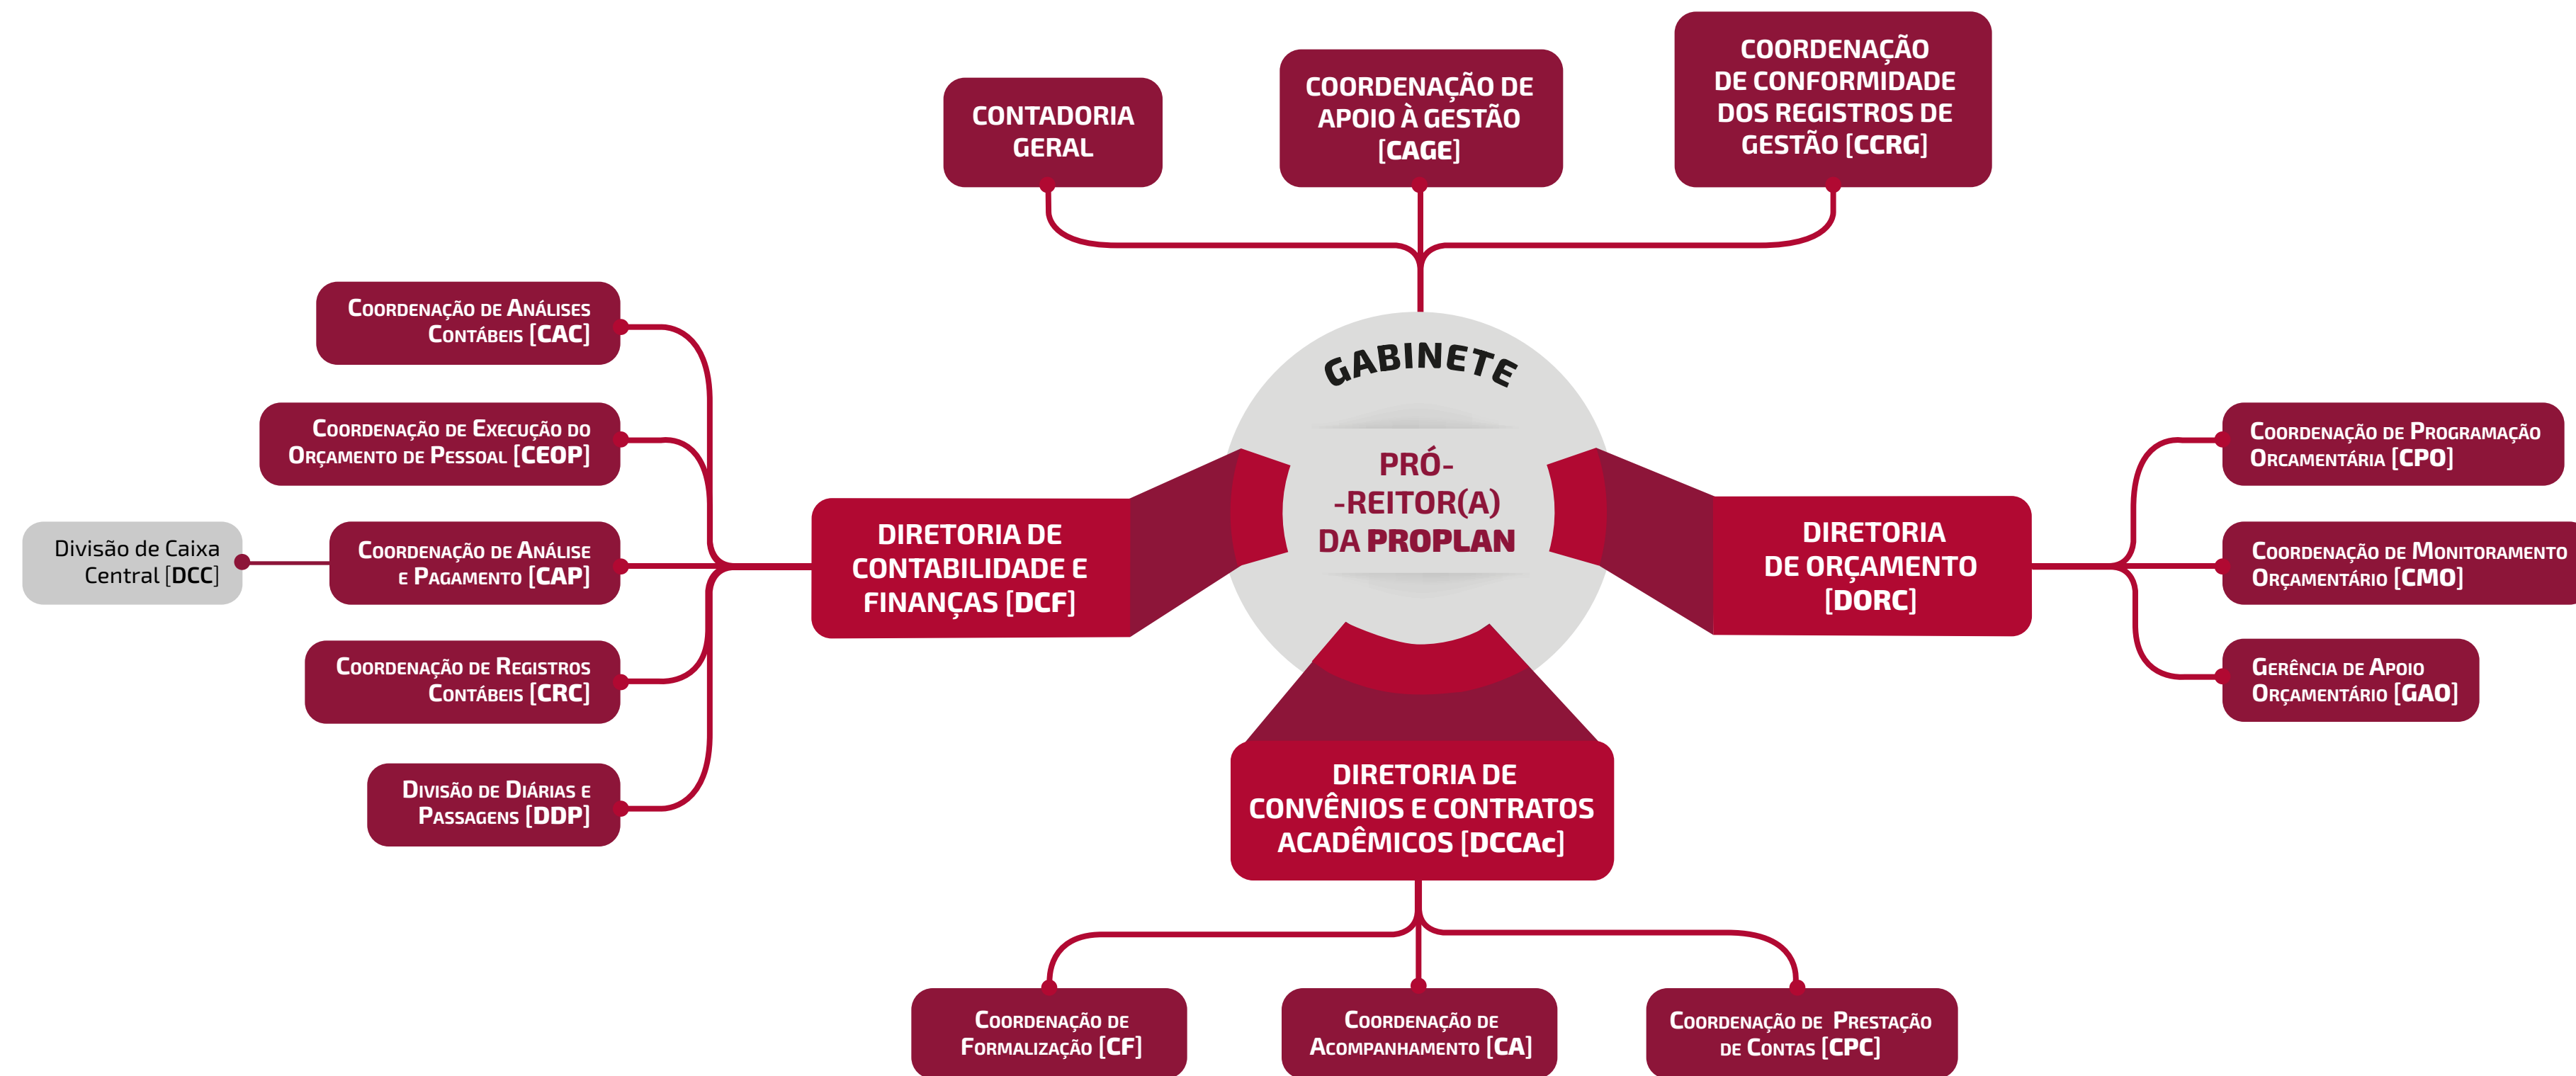 CONTADORIA
GERAL
COORDENAÇÃO DE
APOIO À GESTÃO
[CAGE]
COORDENAÇÃO
DE CONFORMIDADE
DOS REGISTROS DE
GESTÃO [CCRG]
GABINETE
PRÓ-
-REITOR(A)
DA PROPLAN
DIRETORIA DE
CONTABILIDADE E
FINANÇAS [DCF]
Coordenação de Análises
Contábeis [CAC]
Coordenação de Execução do
Orçamento de Pessoal [CEOP]
Coordenação de Análise
e Pagamento [CAP]
Divisão de Caixa
Central [DCC]
Coordenação de Registros
Contábeis [CRC]
Divisão de Diárias e
Passagens [DDP]
DIRETORIA
DE ORÇAMENTO
[DORC]
Coordenação de Programação
Orcamentária [CPO]
Coordenação de Monitoramento
Orçamentário [CMO]
Gerência de Apoio
Orçamentário [GAO]
DIRETORIA DE
CONVÊNIOS E CONTRATOS
ACADÊMICOS [DCCAc]
Coordenação de
Formalização [CF]
Coordenação de
Acompanhamento [CA]
Coordenação de Prestação
de Contas [CPC]